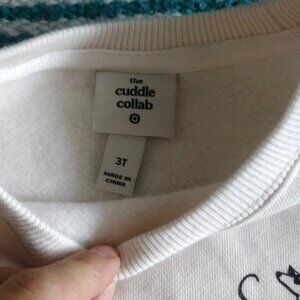 the
cuddle
collab
3T
MADE IN
CHINA